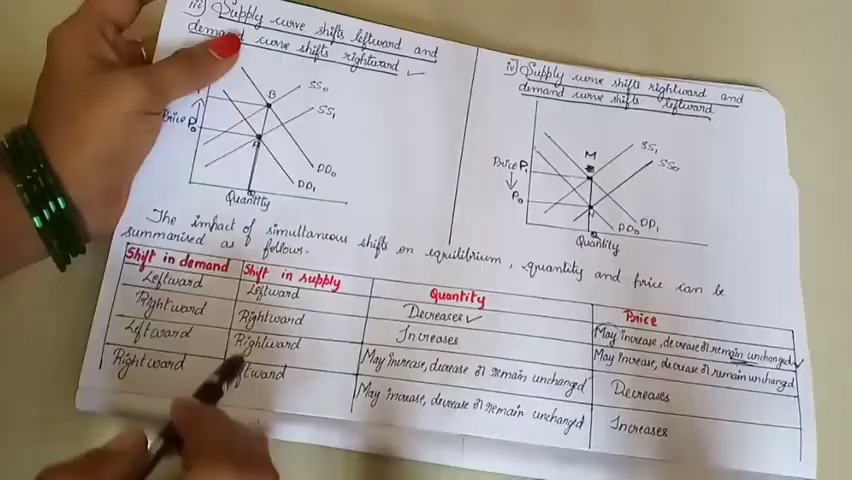 iii) Supply curve shifts leftward and
demand curve shifts rightward ✓
B
SS₀
SS₁
Price P₀
A
DD₀
DD₁
Quantity
iv) Supply curve shifts rightward and
demand curve shifts leftward
M
SS₁
SS₀
Price P₁
P₀
DD₁
DD₀
Quantity
The impact of simultaneous shifts on equilibrium, quantity and price can be
summarised as follows.
Shift in demand | Shift in supply | Quantity | Price
Leftward | Leftward | Decreases ✓ | May increase, decrease or remain unchanged ✓
Rightward | Rightward | Increases | May increase, decrease or remain unchanged
Leftward | Rightward | May increase, decrease or remain unchanged | Decreases
Rightward | ftward | May increase, decrease or remain unchanged | Increases